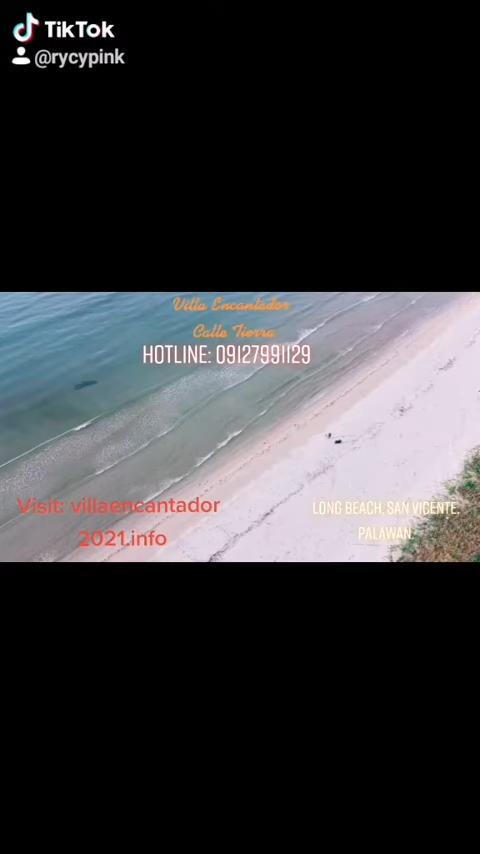 TikTok
@rycypink
Villa Encantador
Calle Tierra
HOTLINE: 09127991129
Visit: villaencantador
2021.info
LONG BEACH, SAN VICENTE,
PALAWAN